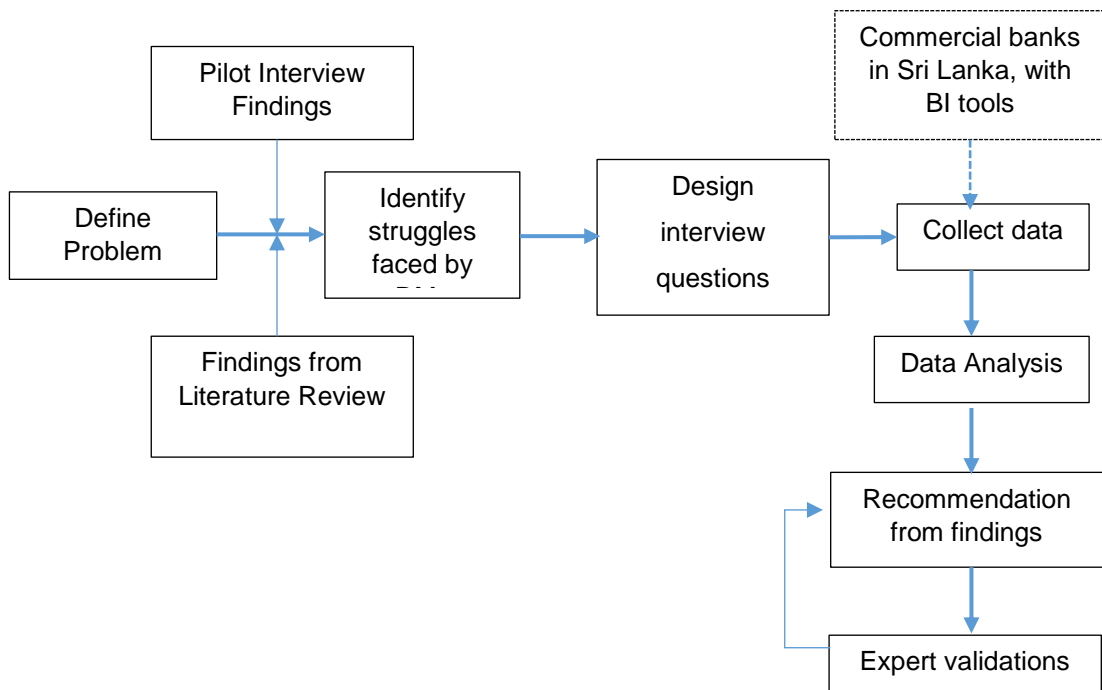 Pilot Interview
Findings
Commercial banks
in Sri Lanka, with
BI tools
Define
Problem
Identify
struggles
faced by
Design
interview
questions
Collect data
Findings from
Literature Review
Data Analysis
Recommendation
from findings
Expert validations